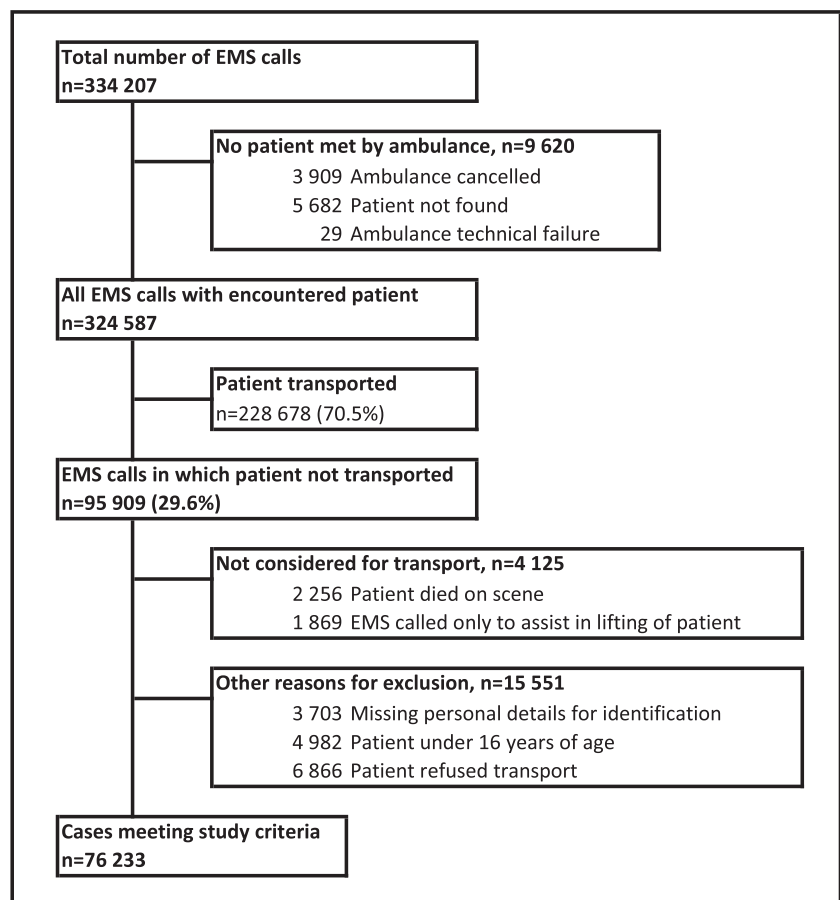 Total number of EMS calls
n=334 207
No patient met by ambulance, n=9 620
3 909 Ambulance cancelled
5 682 Patient not found
29 Ambulance technical failure
All EMS calls with encountered patient
n=324 587
Patient transported
n=228 678 (70.5%)
EMS calls in which patient not transported
n=95 909 (29.6%)
Not considered for transport, n=4 125
2 256 Patient died on scene
1 869 EMS called only to assist in lifting of patient
Other reasons for exclusion, n=15 551
3 703 Missing personal details for identification
4 982 Patient under 16 years of age
6 866 Patient refused transport
Cases meeting study criteria
n=76 233